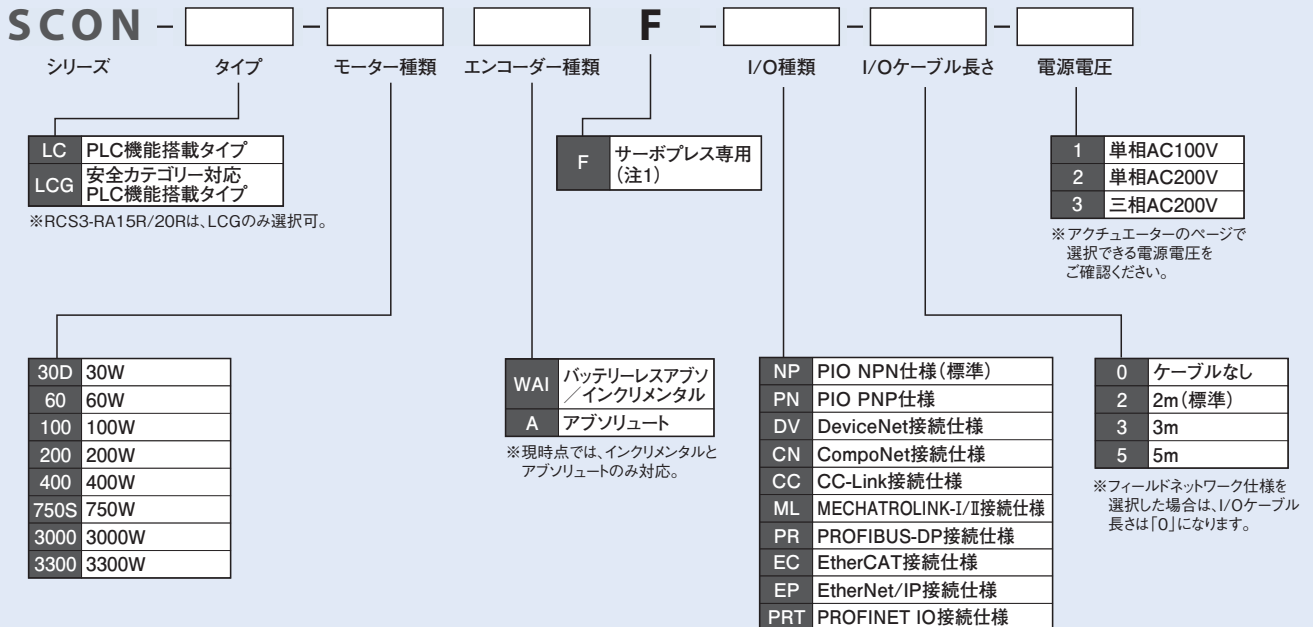 SCON - - F - - -
シリーズ タイプ モーター種類 エンコーダー種類 I/O種類 I/Oケーブル長さ 電源電圧
LC PLC機能搭載タイプ
LCG 安全カテゴリー対応
PLC機能搭載タイプ
※RCS3-RA15R/20Rは、LCGのみ選択可。
F サーボプレス専用
(注1)
1 単相AC100V
2 単相AC200V
3 三相AC200V
※アクチュエーターのページで
選択できる電源電圧を
ご確認ください。
30D 30W
60 60W
100 100W
200 200W
400 400W
750S 750W
3000 3000W
3300 3300W
WAI バッテリーレスアブソ
/インクリメンタル
A アブソリュート
※現時点では、インクリメンタルと
アブソリュートのみ対応。
NP PIO NPN仕様(標準)
PN PIO PNP仕様
DV DeviceNet接続仕様
CN CompoNet接続仕様
CC CC-Link接続仕様
ML MECHATROLINK-I/II接続仕様
PR PROFIBUS-DP接続仕様
EC EtherCAT接続仕様
EP EtherNet/IP接続仕様
PRT PROFINET IO接続仕様
0 ケーブルなし
2 2m(標準)
3 3m
5 5m
※フィールドネットワーク仕様を
選択した場合は、I/Oケーブル
長さは「0」になります。